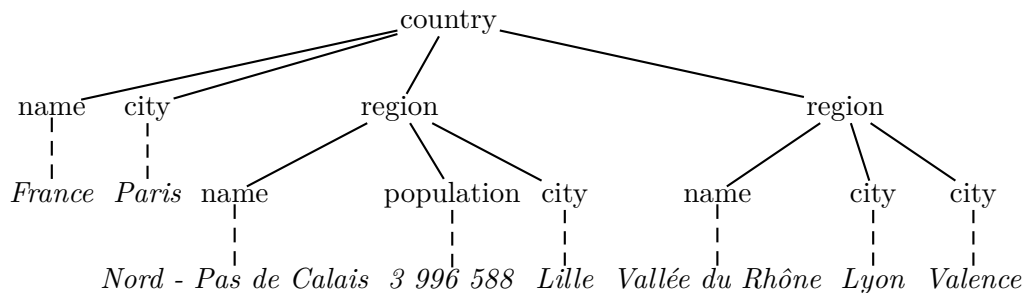 country
name city region region
France Paris name population city name city city
Nord - Pas de Calais 3 996 588 Lille Vallée du Rhône Lyon Valence